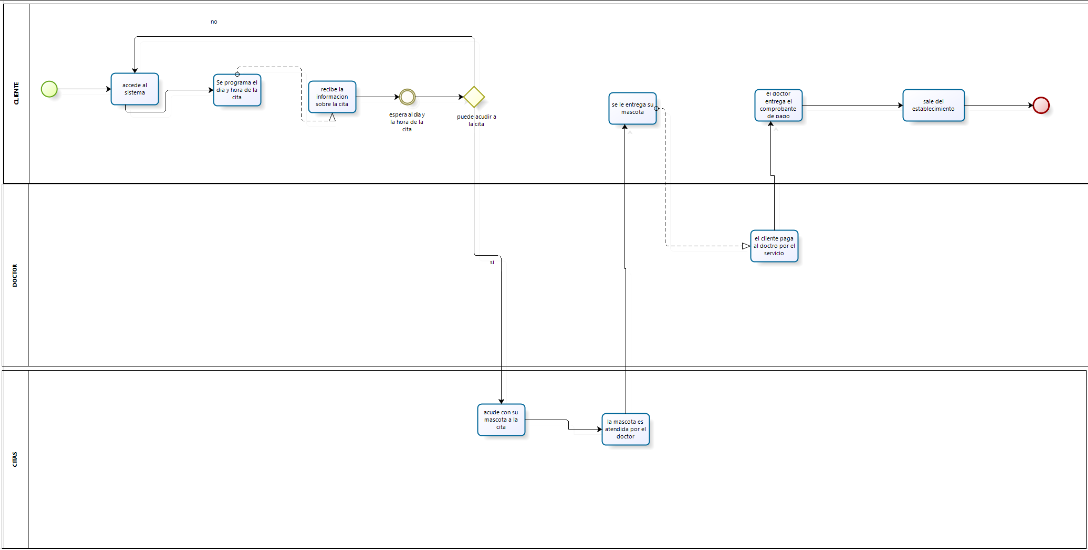 no
CLIENTE
accede al
sistema
Se programa el
dia y hora de la
cita
recibe la
informacion
sobre la cita
espera al dia y
la hora de la
cita
puede acudir a
la cita
se le entrega su
mascota
el doctor
entrega el
comprobante
de pago
sale del
establecimiento
DOCTOR
si
el cliente paga
al doctro por el
servicio
CITAS
acude con su
mascota a la
cita
la mascota es
atendida por el
doctor